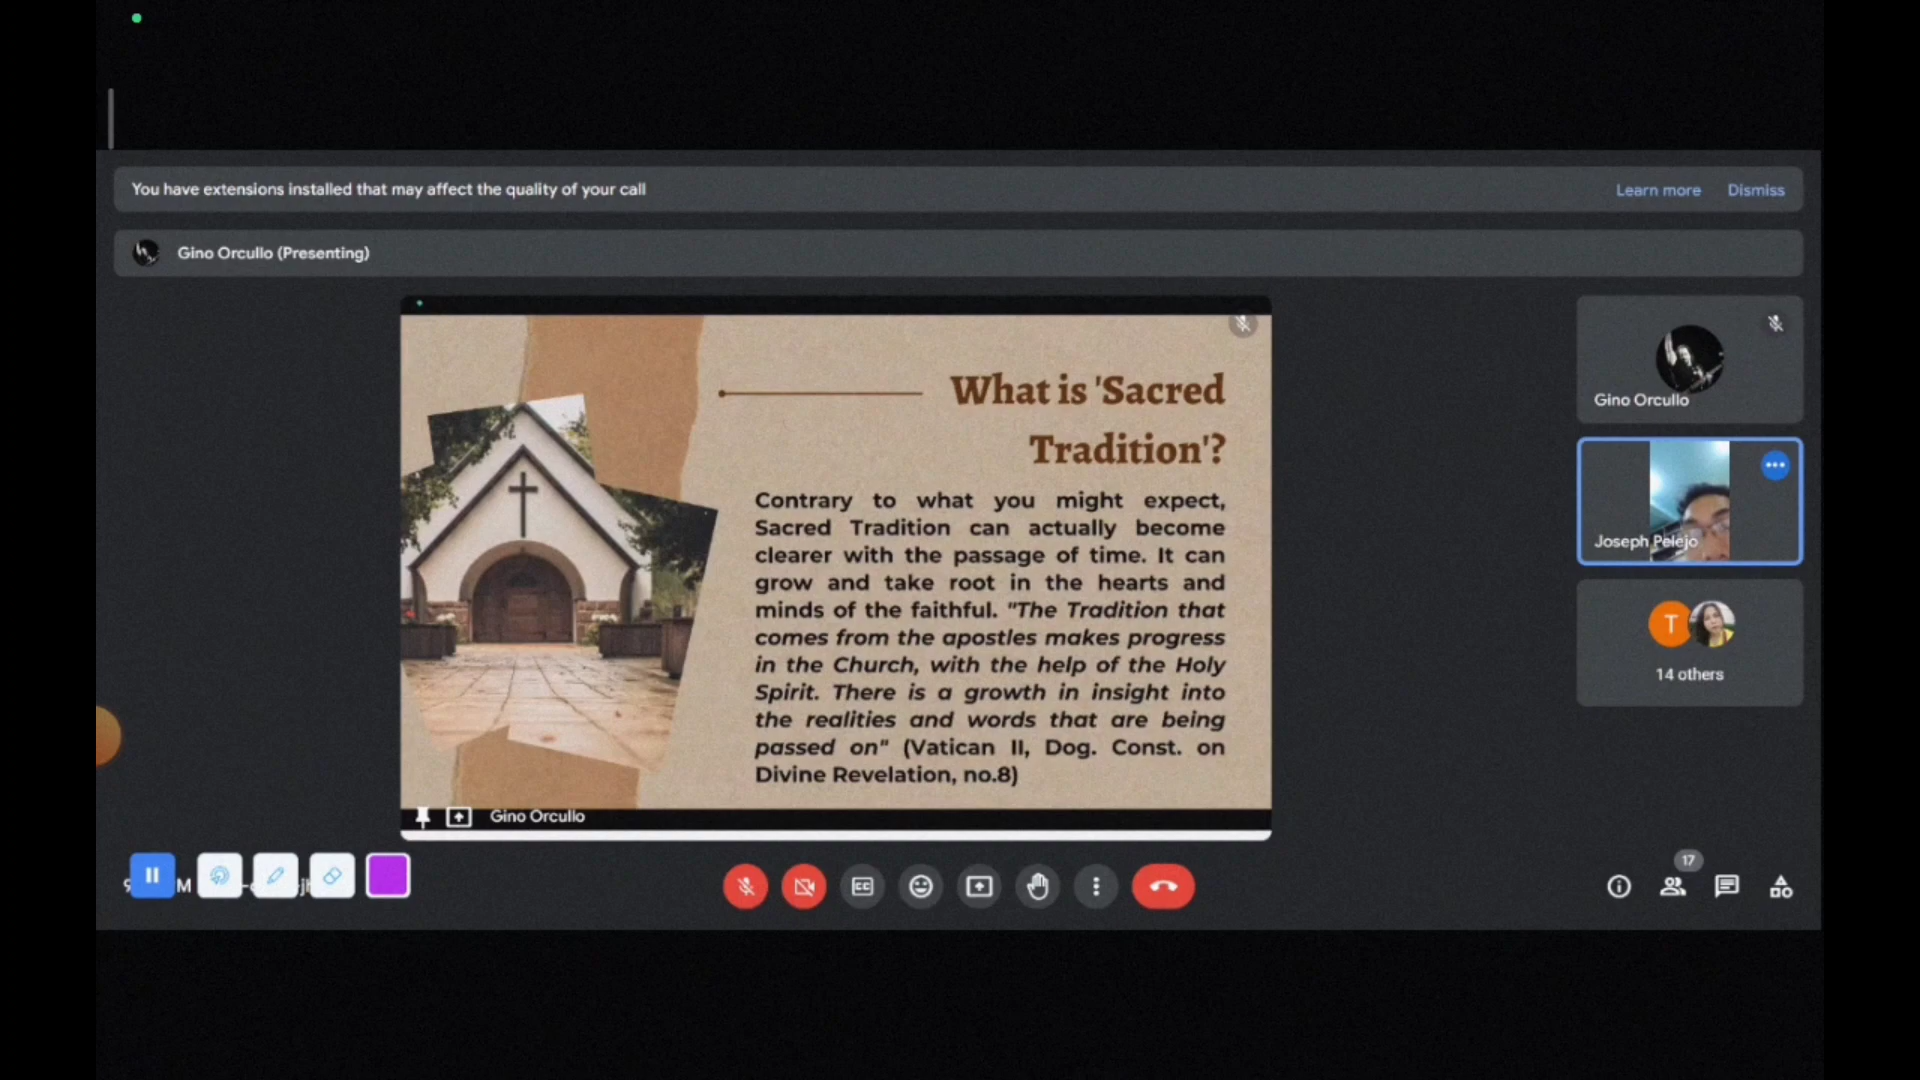 You have extensions installed that may affect the quality of your call
Learn more
Dismiss
Gino Orcullo (Presenting)
What is 'Sacred
Tradition'?
Contrary to what you might expect,
Sacred Tradition can actually become
clearer with the passage of time. It can
grow and take root in the hearts and
minds of the faithful. "The Tradition that
comes from the apostles makes progress
in the Church, with the help of the Holy
Spirit. There is a growth in insight into
the realities and words that are being
passed on" (Vatican II, Dog. Const. on
Divine Revelation, no.8)
Gino Orcullo
Gino Orcullo
Joseph Pelejo
T
14 others
CC
17